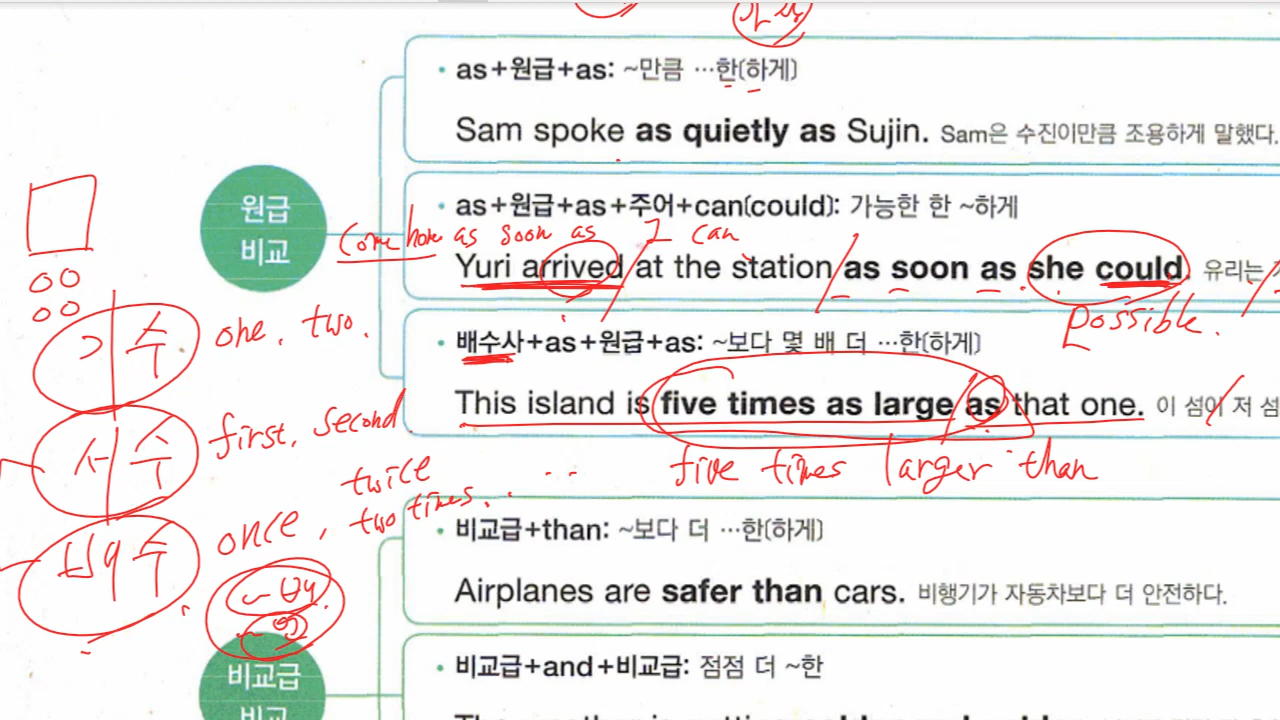 • as+원급+as: ~만큼 …한(하게)
Sam spoke as quietly as Sujin. Sam은 수진이만큼 조용하게 말했다.
원급
비교
• as+원급+as+주어+can(could): 가능한 한 ~하게
come home as soon as I can
Yuri arrived at the station as soon as she could 유리는
possible.
기수 one, two.
• 배수사+as+원급+as: ~보다 몇 배 더 …한(하게)
This island is five times as large as that one. 이 섬이 저 섬
서수 first, second
five times larger than
배수 once, twice
two times. . . .
~배
~번
• 비교급+than: ~보다 더 …한(하게)
Airplanes are safer than cars. 비행기가 자동차보다 더 안전하다.
비교급
비교
• 비교급+and+비교급: 점점 더 ~한